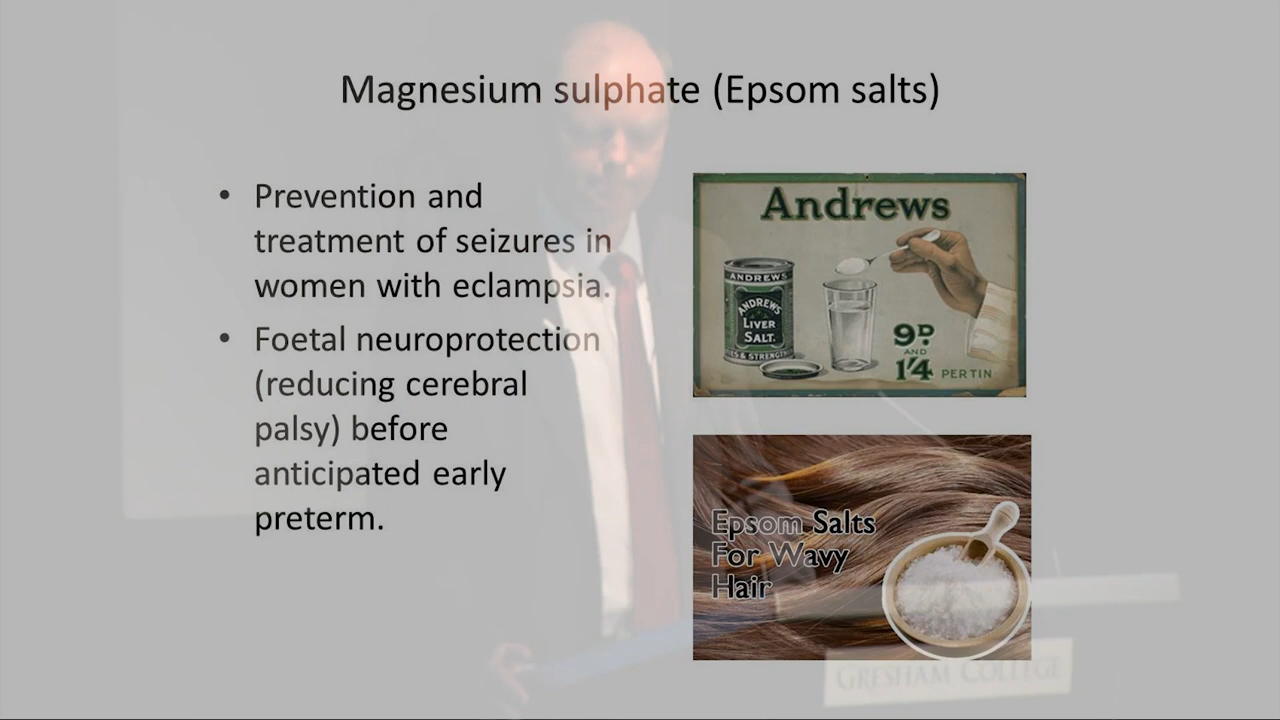 Magnesium sulphate (Epsom salts)
• Prevention and
treatment of seizures in
women with eclampsia.
• Foetal neuroprotection
(reducing cerebral
palsy) before
anticipated early
preterm.
Andrews
ANDREWS
ANDREWS
LIVER
SALT.
& STRENGTH
9D
AND
1'4 PER TIN
Epsom Salts
For Wavy
Hair
GRESHAM COLLEGE